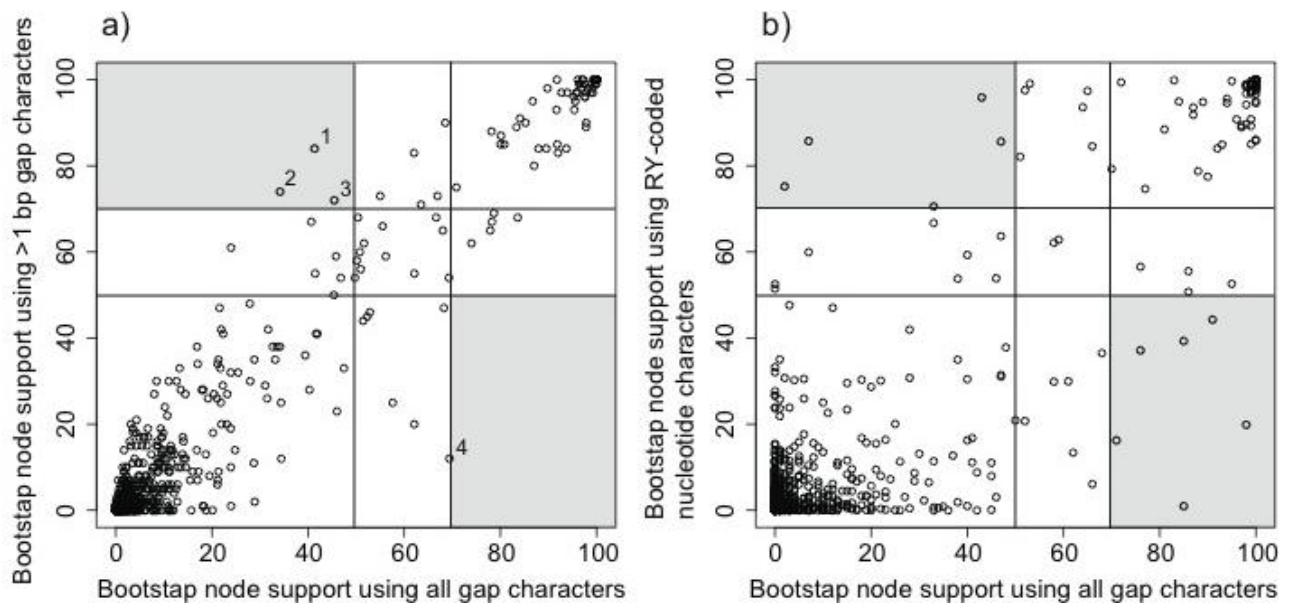 a)
Bootstap node support using >1 bp gap characters
100
80
60
40
20
0
1
2
3
4
0 20 40 60 80 100
Bootstap node support using all gap characters
b)
Bootstap node support using RY-coded
nucleotide characters
100
80
60
40
20
0
0 20 40 60 80 100
Bootstap node support using all gap characters